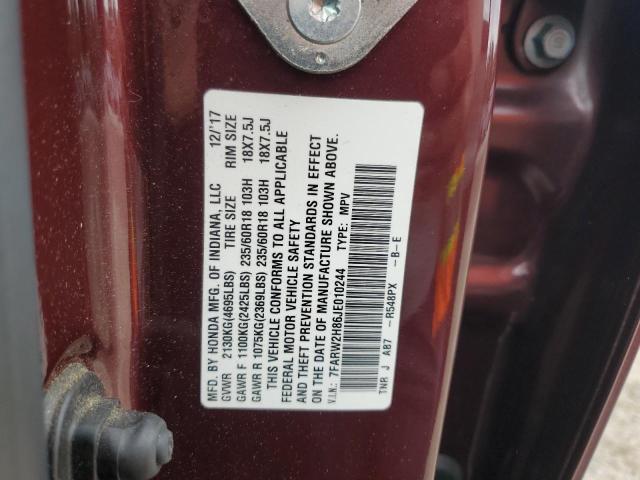 MFD. BY HONDA MFG. OF INDIANA, LLC 12/'17
GVWR 2130KG(4695LBS) TIRE SIZE RIM SIZE
GAWR F 1100KG(2425LBS) 235/60R18 103H 18X7.5J
GAWR R 1075KG(2369LBS) 235/60R18 103H 18X7.5J
THIS VEHICLE CONFORMS TO ALL APPLICABLE
FEDERAL MOTOR VEHICLE SAFETY
AND THEFT PREVENTION STANDARDS IN EFFECT
ON THE DATE OF MANUFACTURE SHOWN ABOVE.
V.I.N.: 7FARW2H86JE010244 TYPE: MPV
TNR J A87 -R548PX -B-E